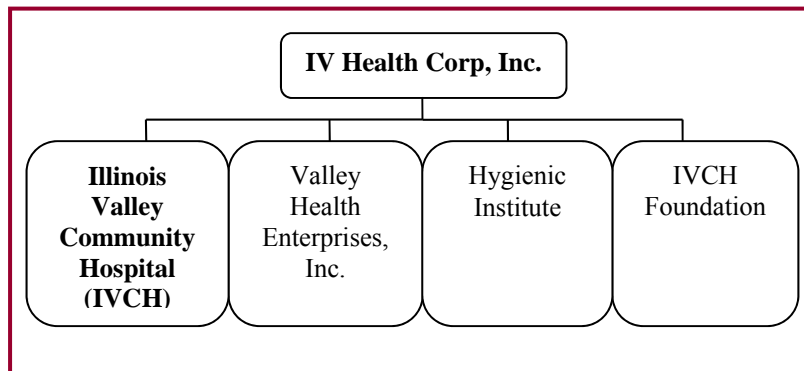 IV Health Corp, Inc.
Illinois
Valley
Community
Hospital
(IVCH)
Valley
Health
Enterprises,
Inc.
Hygienic
Institute
IVCH
Foundation